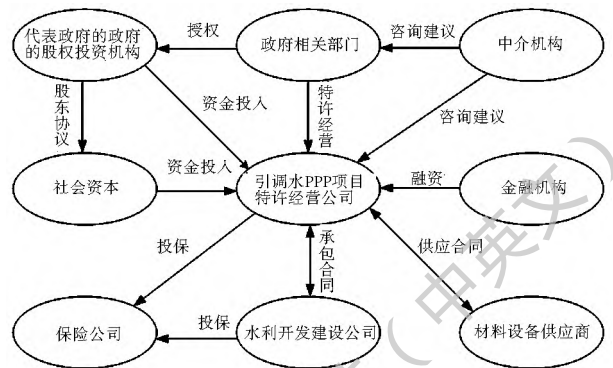 代表政府的政府
的股权投资机构
授权
政府相关部门
咨询建议
中介机构
股东协议
资金投入
特许经营
咨询建议
社会资本
资金投入
引调水PPP项目
特许经营公司
融资
金融机构
投保
承包合同
供应合同
保险公司
投保
水利开发建设公司
材料设备供应商
(中英文)